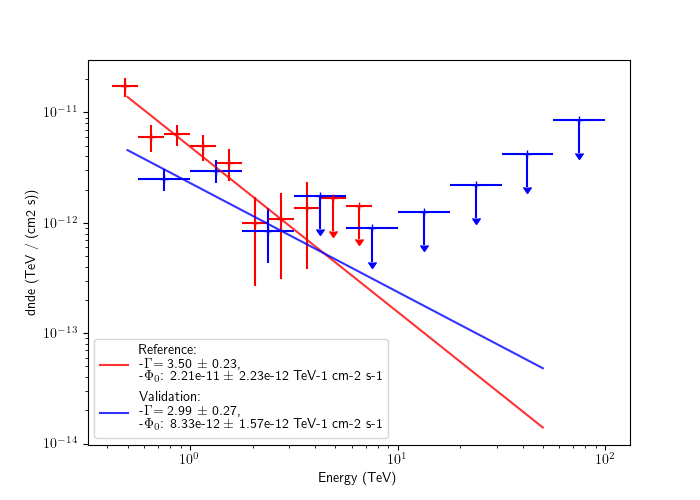 dnde (TeV / (cm2 s))
10⁻¹¹
10⁻¹²
10⁻¹³
10⁻¹⁴
Reference:
-Γ= 3.50 ± 0.23,
-Φ₀: 2.21e-11 ± 2.23e-12 TeV-1 cm-2 s-1
Validation:
-Γ= 2.99 ± 0.27,
-Φ₀: 8.33e-12 ± 1.57e-12 TeV-1 cm-2 s-1
10⁰ 10¹ 10²
Energy (TeV)